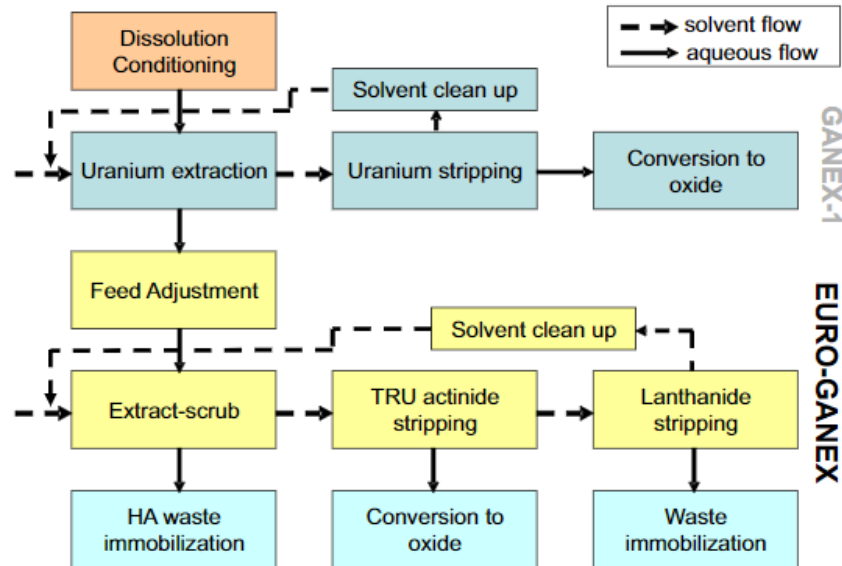 Dissolution
Conditioning
solvent flow
aqueous flow
Solvent clean up
Uranium extraction
Uranium stripping
Conversion to
oxide
GANEX-1
Feed Adjustment
Solvent clean up
Extract-scrub
TRU actinide
stripping
Lanthanide
stripping
EURO-GANEX
HA waste
immobilization
Conversion to
oxide
Waste
immobilization